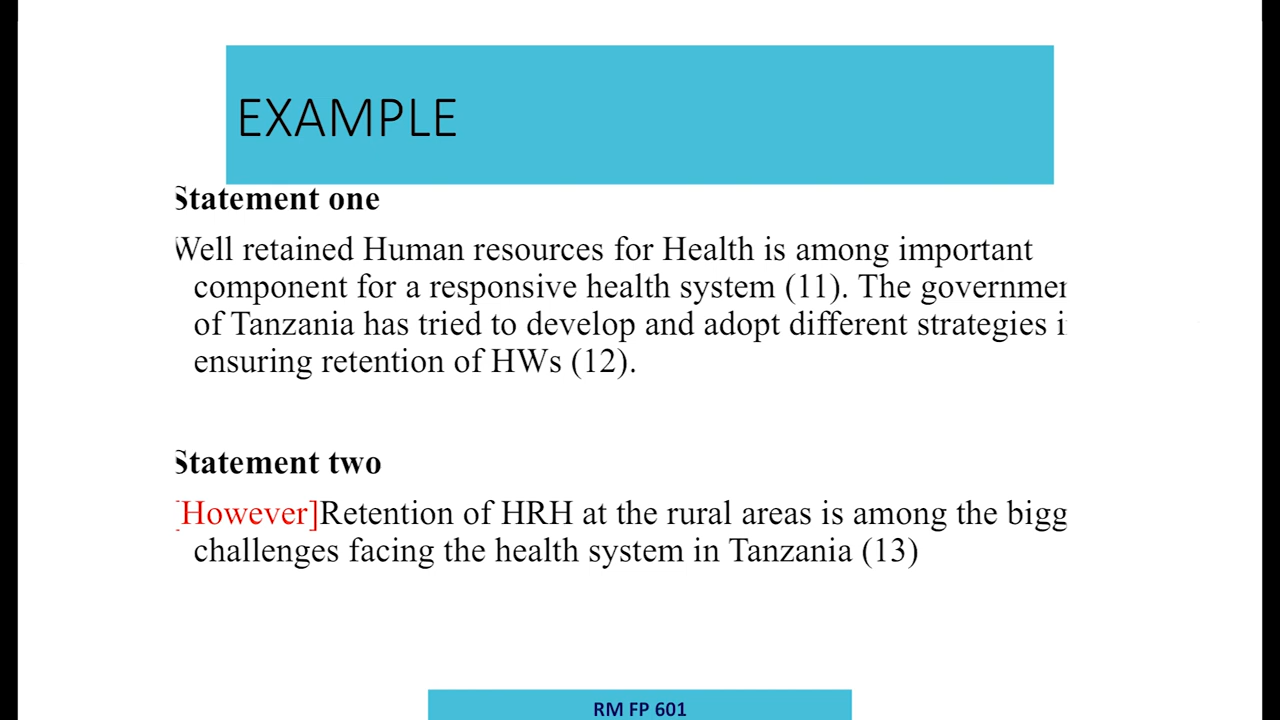 EXAMPLE
Statement one
Well retained Human resources for Health is among important
component for a responsive health system (11). The governmen
of Tanzania has tried to develop and adopt different strategies i
ensuring retention of HWs (12).
Statement two
[However]Retention of HRH at the rural areas is among the bigg
challenges facing the health system in Tanzania (13)
RM FP 601